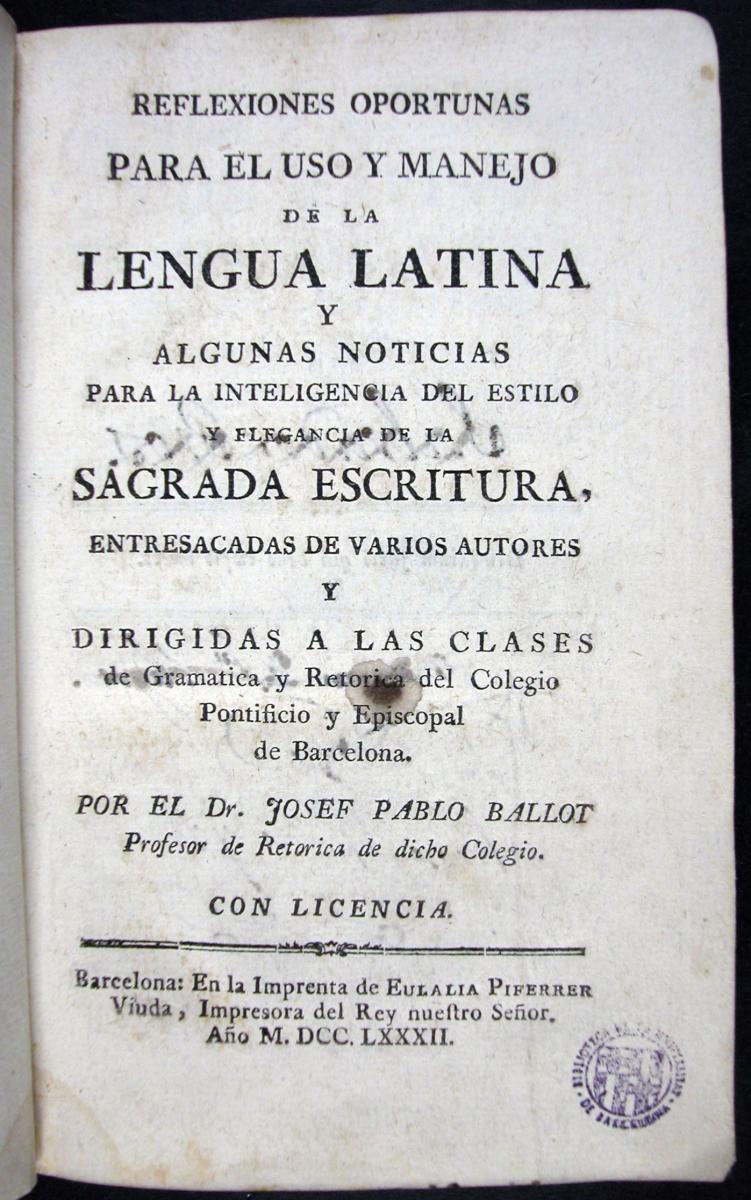 REFLEXIONES OPORTUNAS
PARA EL USO Y MANEJO
DE LA
LENGUA LATINA
Y
ALGUNAS NOTICIAS
PARA LA INTELIGENCIA DEL ESTILO
Y ELEGANCIA DE LA
SAGRADA ESCRITURA,
ENTRESACADAS DE VARIOS AUTORES
Y
DIRIGIDAS A LAS CLASES
de Gramatica y Retorica del Colegio
Pontificio y Episcopal
de Barcelona.
POR EL Dr. JOSEF PABLO BALLOT
Profesor de Retorica de dicho Colegio.
CON LICENCIA.
Barcelona: En la Imprenta de EULALIA PIFERRER
Viuda, Impresora del Rey nueſtro Señor.
Año M. DCC. LXXXII.
BIBLIOTECA
DE BARCELONA